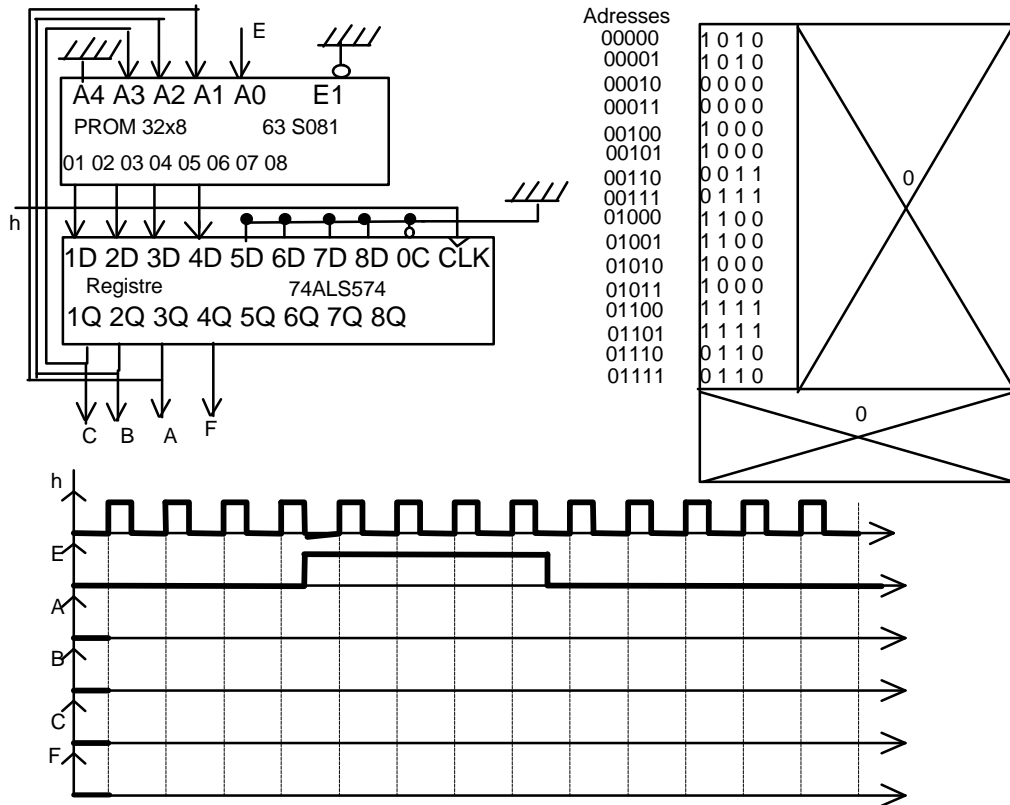 E
A4 A3 A2 A1 A0 E1
PROM 32x8 63 S081
01 02 03 04 05 06 07 08
h
1D 2D 3D 4D 5D 6D 7D 8D 0C CLK
Registre 74ALS574
1Q 2Q 3Q 4Q 5Q 6Q 7Q 8Q
C B A F
Adresses
00000 1 0 1 0
00001 1 0 1 0
00010 0 0 0 0
00011 0 0 0 0
00100 1 0 0 0
00101 1 0 0 0
00110 0 0 1 1
00111 0 1 1 1
01000 1 1 0 0
01001 1 1 0 0
01010 1 0 0 0
01011 1 0 0 0
01100 1 1 1 1
01101 1 1 1 1
01110 0 1 1 0
01111 0 1 1 0
0
0
h
E
A
B
C
F